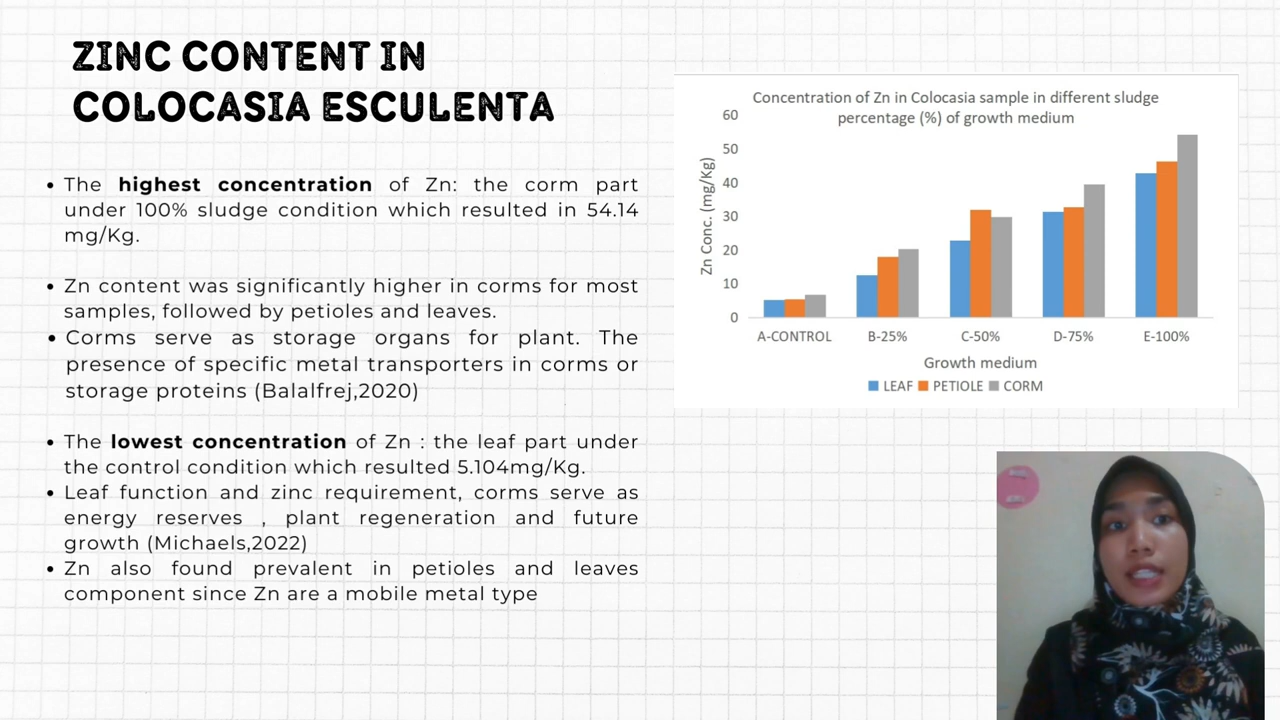 ZINC CONTENT IN
COLOCASIA ESCULENTA
• The highest concentration of Zn: the corm part
under 100% sludge condition which resulted in 54.14
mg/Kg.
• Zn content was significantly higher in corms for most
samples, followed by petioles and leaves.
• Corms serve as storage organs for plant. The
presence of specific metal transporters in corms or
storage proteins (Balalfrej,2020)
• The lowest concentration of Zn : the leaf part under
the control condition which resulted 5.104mg/Kg.
• Leaf function and zinc requirement, corms serve as
energy reserves , plant regeneration and future
growth (Michaels,2022)
• Zn also found prevalent in petioles and leaves
component since Zn are a mobile metal type
Concentration of Zn in Colocasia sample in different sludge
percentage (%) of growth medium
Zn Conc. (mg/Kg)
60
50
40
30
20
10
0
A-CONTROL B-25% C-50% D-75% E-100%
Growth medium
LEAF PETIOLE CORM